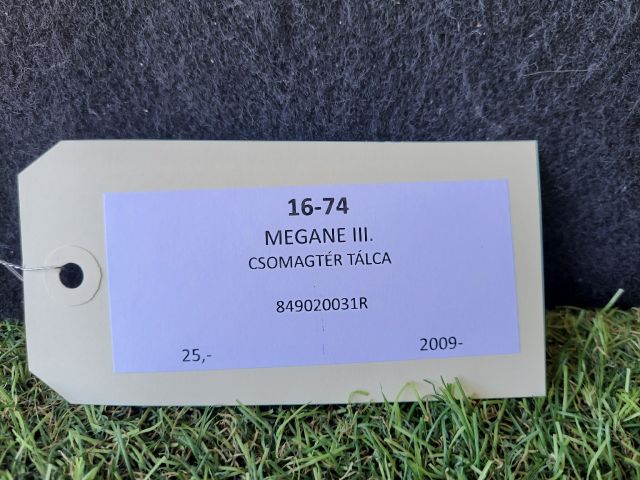 16-74
MEGANE III.
CSOMAGTÉR TÁLCA
849020031R
25,- 2009-